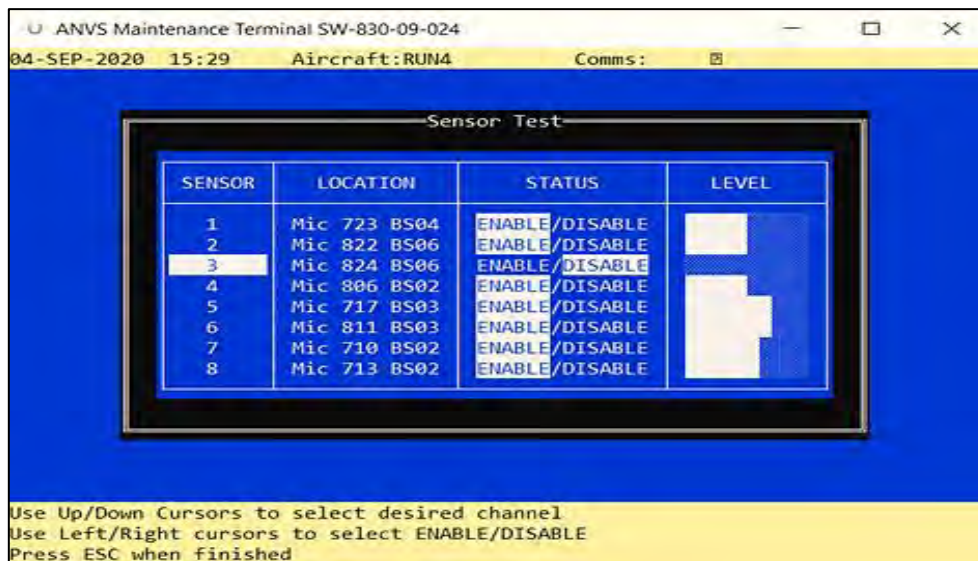 ANVS Maintenance Terminal SW-830-09-024
04-SEP-2020 15:29 Aircraft:RUN4 Comms:
Sensor Test
SENSOR LOCATION STATUS LEVEL
1 Mic 723 BS04 ENABLE/DISABLE
2 Mic 822 BS06 ENABLE/DISABLE
3 Mic 824 BS06 ENABLE/DISABLE
4 Mic 806 BS02 ENABLE/DISABLE
5 Mic 717 BS03 ENABLE/DISABLE
6 Mic 811 BS03 ENABLE/DISABLE
7 Mic 710 BS02 ENABLE/DISABLE
8 Mic 713 BS02 ENABLE/DISABLE
Use Up/Down Cursors to select desired channel
Use Left/Right cursors to select ENABLE/DISABLE
Press ESC when finished